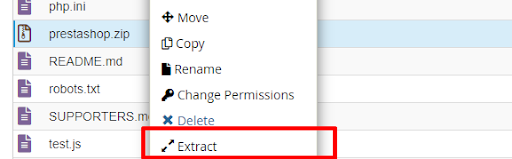 php.ini
prestashop.zip
README.md
robots.txt
SUPPORTERS.m
test.js
Move
Copy
Rename
Change Permissions
Delete
Extract